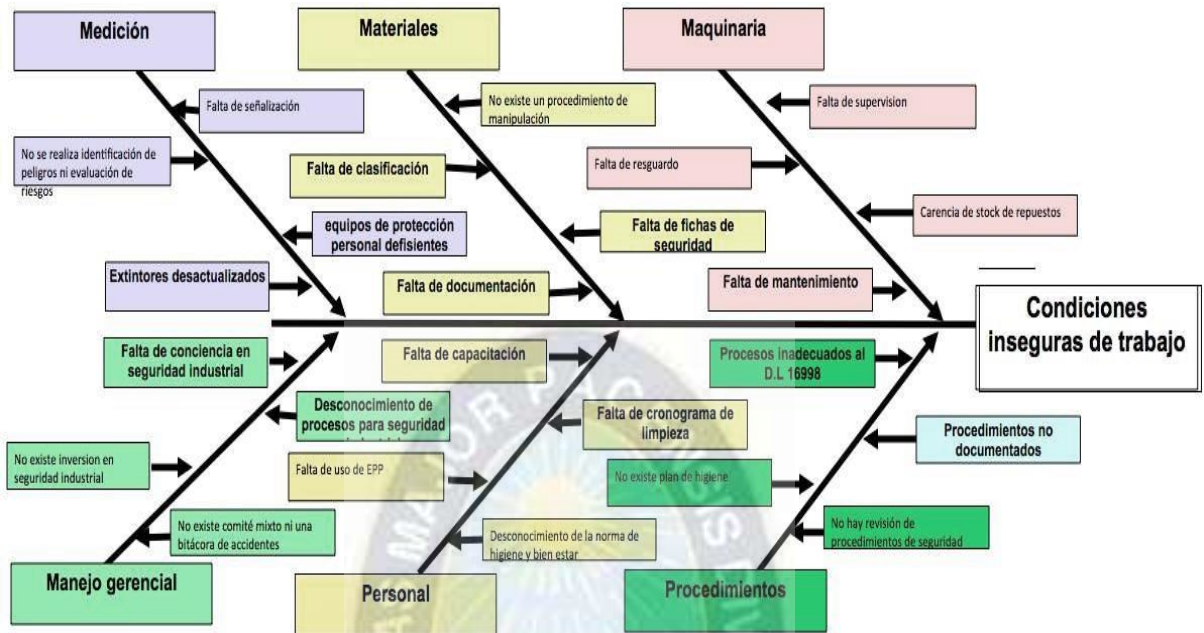 Medición
Materiales
Maquinaria
Falta de señalización
No existe un procedimiento de
manipulación
Falta de supervision
No se realiza identificación de
peligros ni evaluación de
riesgos
Falta de clasificación
Falta de resguardo
equipos de protección
personal defisientes
Falta de fichas de
seguridad
Carencia de stock de repuestos
Extintores desactualizados
Falta de documentación
Falta de mantenimiento
Condiciones
inseguras de trabajo
Falta de conciencia en
seguridad industrial
Falta de capacitación
Procesos inadecuados al
D.L 16998
Desconocimiento de
procesos para seguridad
industrial
Falta de cronograma de
limpieza
Procedimientos no
documentados
No existe inversion en
seguridad industrial
Falta de uso de EPP
No existe plan de higiene
No existe comité mixto ni una
bitácora de accidentes
Desconocimiento de la norma de
higiene y bien estar
No hay revisión de
procedimientos de seguridad
Manejo gerencial
Personal
Procedimientos